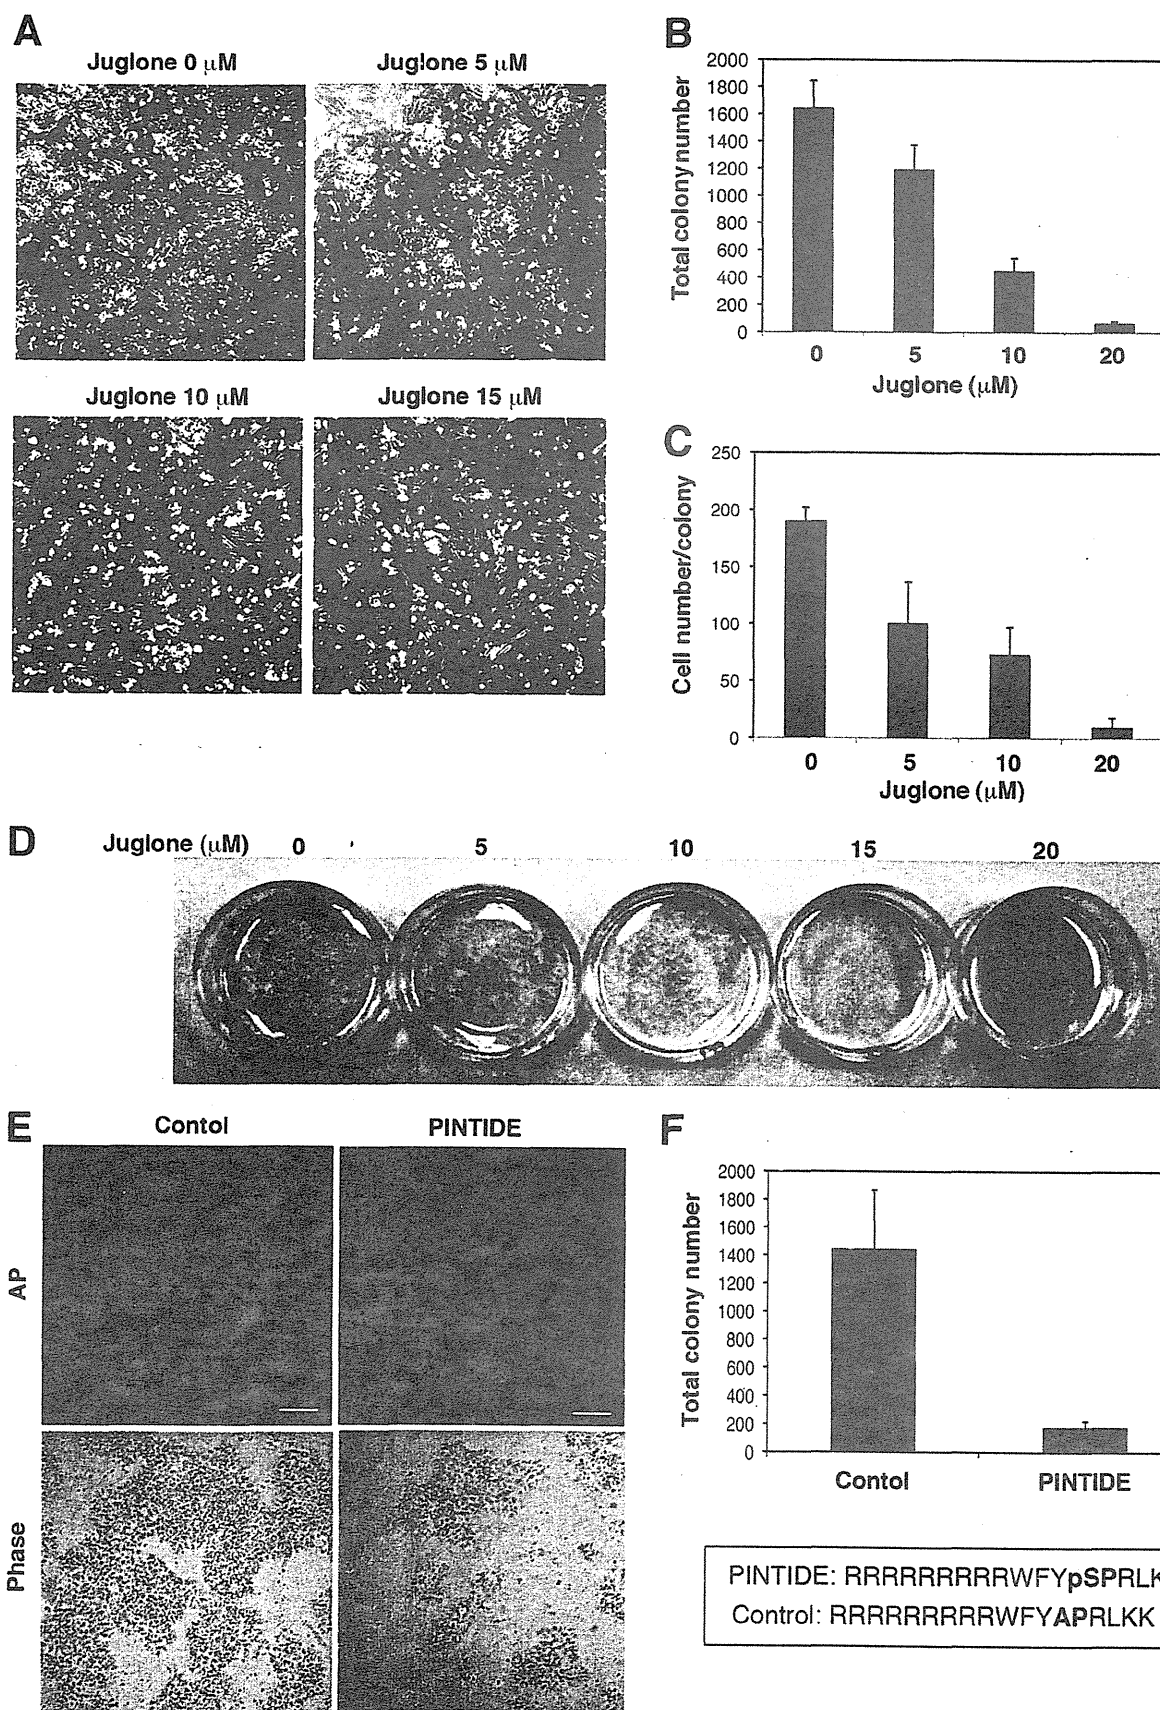 A
Juglone 0 μM
Juglone 5 μM
Juglone 10 μM
Juglone 15 μM
B
Total colony number
2000
1800
1600
1400
1200
1000
800
600
400
200
0
0 5 10 20
Juglone (μM)
C
Cell number/colony
250
200
150
100
50
0
0 5 10 20
Juglone (μM)
D
Juglone (μM) 0 5 10 15 20
E
Contol PINTIDE
AP
Phase
F
Total colony number
2000
1800
1600
1400
1200
1000
800
600
400
200
0
Contol PINTIDE
PINTIDE: RRRRRRRRRWFYpSPRLK
Control: RRRRRRRRRWFYAPRLKK